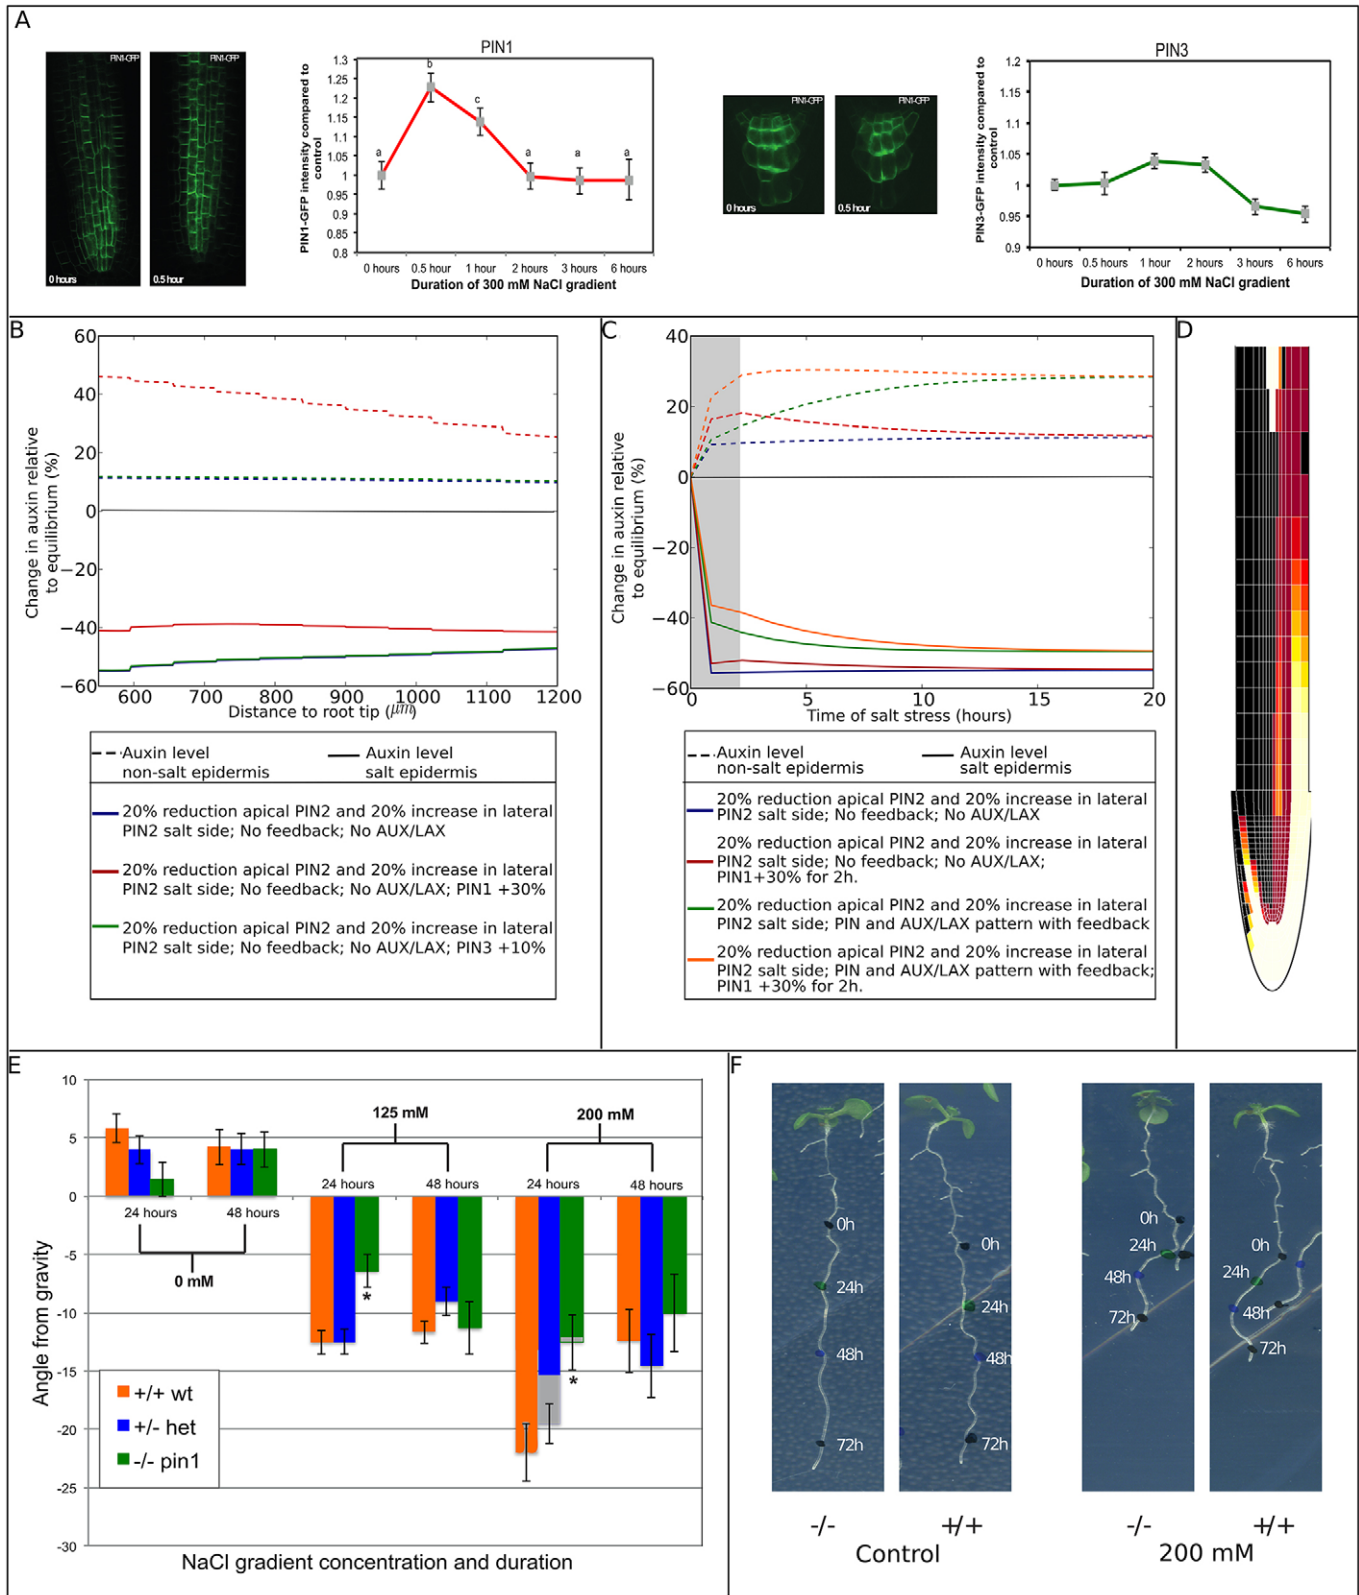 A
PIN1-GFP
0 hours
PIN1-GFP
0.5 hour
PIN1
PIN1-GFP intensity compared to
control
1.3
1.25
1.2
1.15
1.1
1.05
1
0.95
0.9
0.85
0.8
a
b
c
a
a
a
0 hours 0.5 hour 1 hour 2 hours 3 hours 6 hours
Duration of 300 mM NaCl gradient
PIN1-GFP
0 hours
PIN1-GFP
0.5 hour
PIN3
PIN3-GFP intensity compared to
control
1.2
1.15
1.1
1.05
1
0.95
0.9
0 hours 0.5 hours 1 hour 2 hours 3 hours 6 hours
Duration of 300 mM NaCl gradient
B
Change in auxin relative
to equilibrium (%)
60
40
20
0
−20
−40
−60
600 700 800 900 1000 1100 1200
Distance to root tip (μm)
Auxin level
non-salt epidermis
Auxin level
salt epidermis
20% reduction apical PIN2 and 20% increase in lateral
PIN2 salt side; No feedback; No AUX/LAX
20% reduction apical PIN2 and 20% increase in lateral
PIN2 salt side; No feedback; No AUX/LAX; PIN1 +30%
20% reduction apical PIN2 and 20% increase in lateral
PIN2 salt side; No feedback; No AUX/LAX; PIN3 +10%
C
Change in auxin relative
to equilibrium (%)
40
20
0
−20
−40
−60
0 5 10 15 20
Time of salt stress (hours)
Auxin level
non-salt epidermis
Auxin level
salt epidermis
20% reduction apical PIN2 and 20% increase in lateral
PIN2 salt side; No feedback; No AUX/LAX
20% reduction apical PIN2 and 20% increase in lateral
PIN2 salt side; No feedback; No AUX/LAX;
PIN1+30% for 2h.
20% reduction apical PIN2 and 20% increase in lateral
PIN2 salt side; PIN and AUX/LAX pattern with feedback
20% reduction apical PIN2 and 20% increase in lateral
PIN2 salt side; PIN and AUX/LAX pattern with feedback;
PIN1 +30% for 2h.
D
E
Angle from gravity
10
5
0
-5
-10
-15
-20
-25
-30
24 hours
48 hours
0 mM
125 mM
24 hours
48 hours
*
200 mM
24 hours
48 hours
*
+/+ wt
+/- het
-/- pin1
NaCl gradient concentration and duration
F
0h
24h
48h
72h
0h
24h
48h
72h
0h
24h
48h
72h
0h
24h
48h
72h
-/- +/+
Control
-/- +/+
200 mM